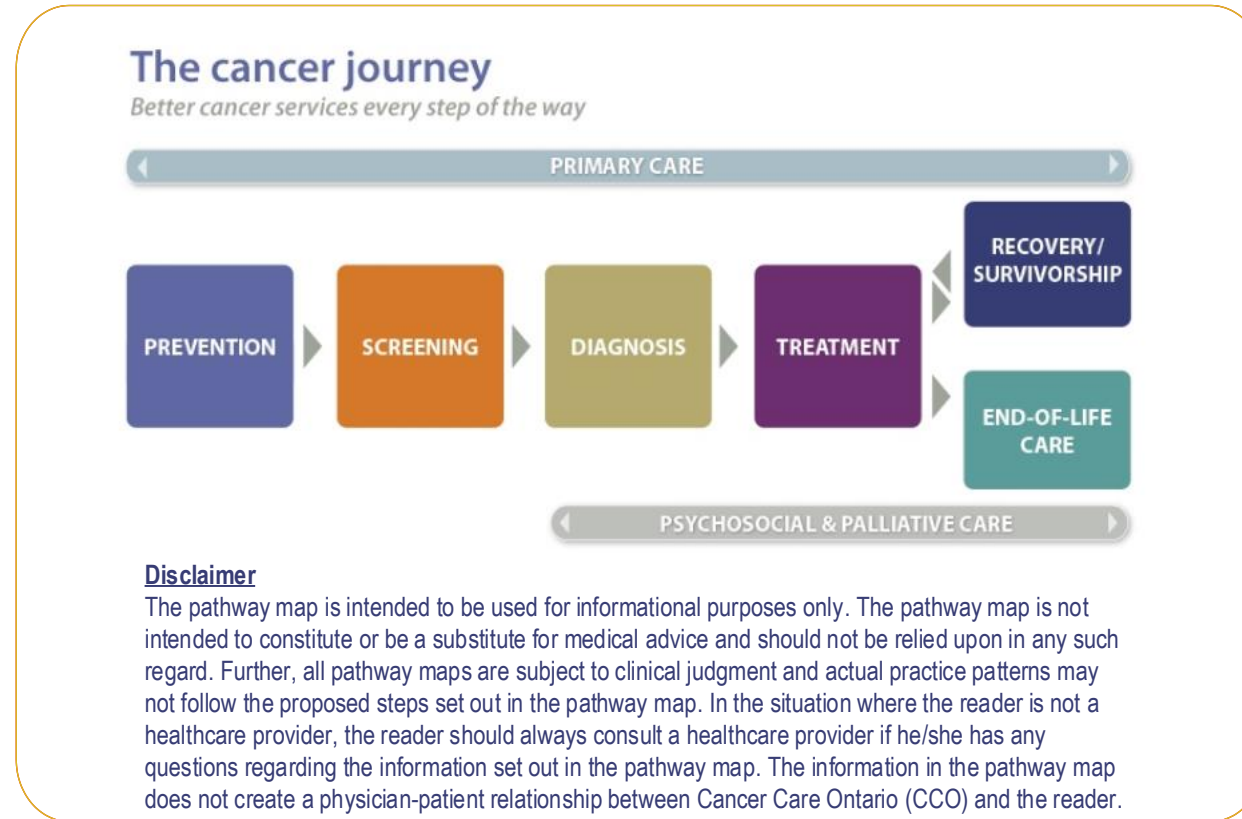 The cancer journey
Better cancer services every step of the way
PRIMARY CARE
PREVENTION
SCREENING
DIAGNOSIS
TREATMENT
RECOVERY/
SURVIVORSHIP
END-OF-LIFE
CARE
PSYCHOSOCIAL & PALLIATIVE CARE
Disclaimer
The pathway map is intended to be used for informational purposes only. The pathway map is not
intended to constitute or be a substitute for medical advice and should not be relied upon in any such
regard. Further, all pathway maps are subject to clinical judgment and actual practice patterns may
not follow the proposed steps set out in the pathway map. In the situation where the reader is not a
healthcare provider, the reader should always consult a healthcare provider if he/she has any
questions regarding the information set out in the pathway map. The information in the pathway map
does not create a physician-patient relationship between Cancer Care Ontario (CCO) and the reader.